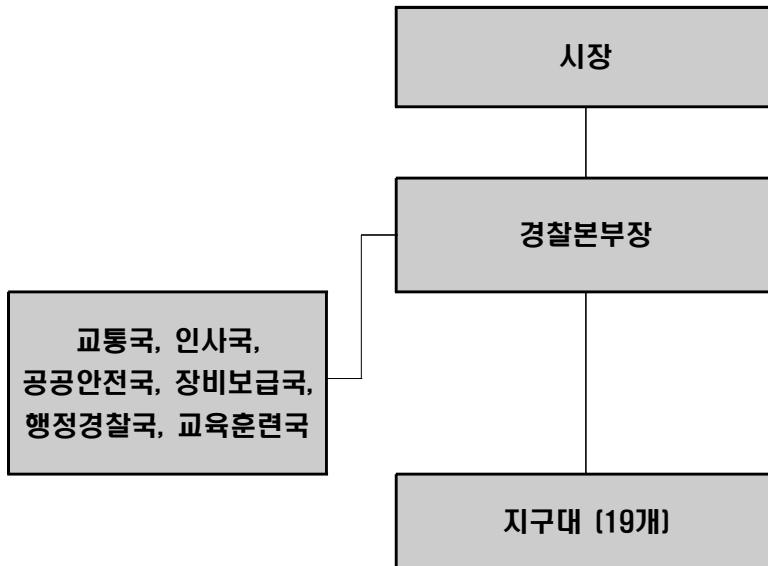 시장
경찰본부장
교통국, 인사국,
공공안전국, 장비보급국,
행정경찰국, 교육훈련국
지구대 (19개)